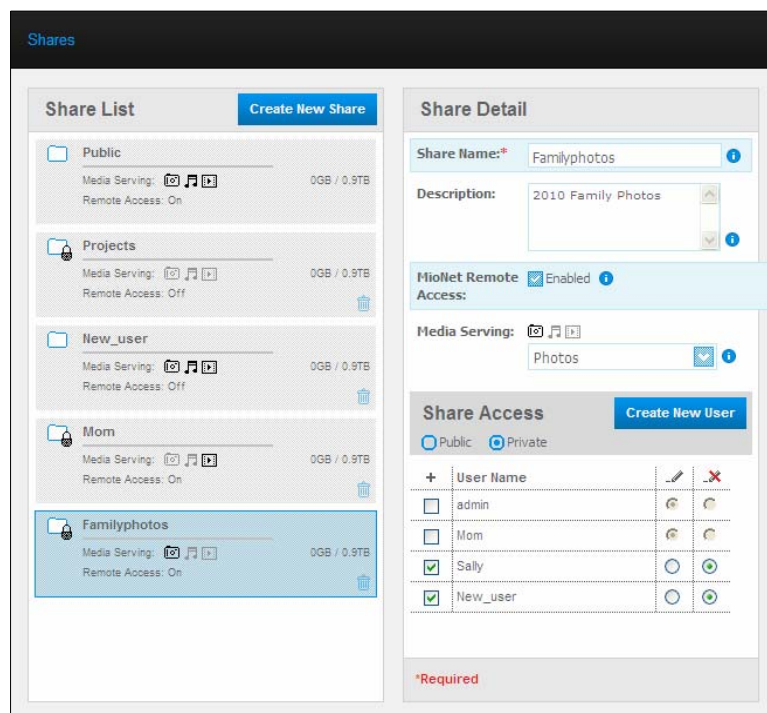 Shares
Share List
Create New Share
Public
Media Serving:
0GB / 0.9TB
Remote Access: On
Projects
Media Serving:
0GB / 0.9TB
Remote Access: Off
New_user
Media Serving:
0GB / 0.9TB
Remote Access: Off
Mom
Media Serving:
0GB / 0.9TB
Remote Access: On
Familyphotos
Media Serving:
0GB / 0.9TB
Remote Access: On
Share Detail
Share Name:*
Familyphotos
Description:
2010 Family Photos
MioNet Remote
Access:
Enabled
Media Serving:
Photos
Share Access
Create New User
Public Private
+ User Name
admin
Mom
Sally
New_user
*Required